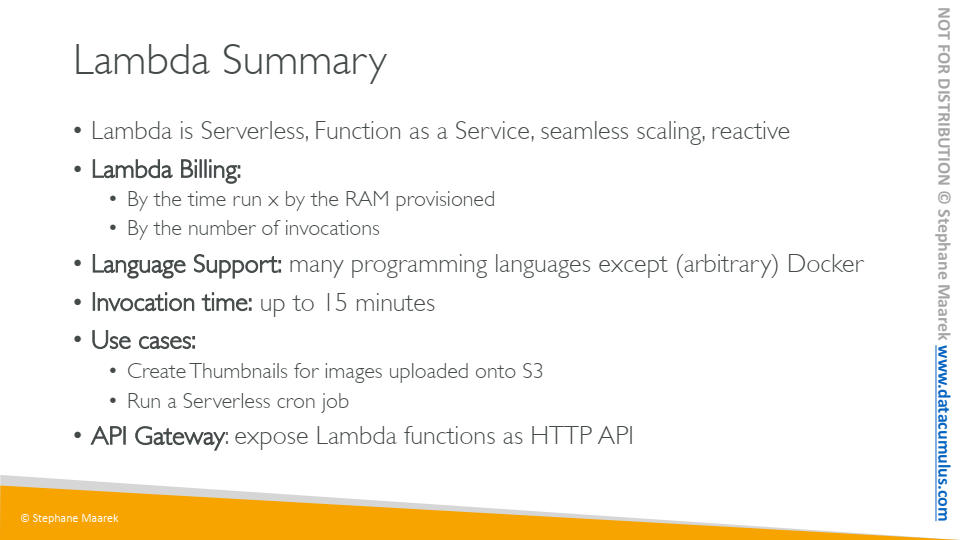 Lambda Summary
• Lambda is Serverless, Function as a Service, seamless scaling, reactive
• Lambda Billing:
• By the time run x by the RAM provisioned
• By the number of invocations
• Language Support: many programming languages except (arbitrary) Docker
• Invocation time: up to 15 minutes
• Use cases:
• Create Thumbnails for images uploaded onto S3
• Run a Serverless cron job
• API Gateway: expose Lambda functions as HTTP API
© Stephane Maarek
NOT FOR DISTRIBUTION © Stephane Maarek www.datacumulus.com